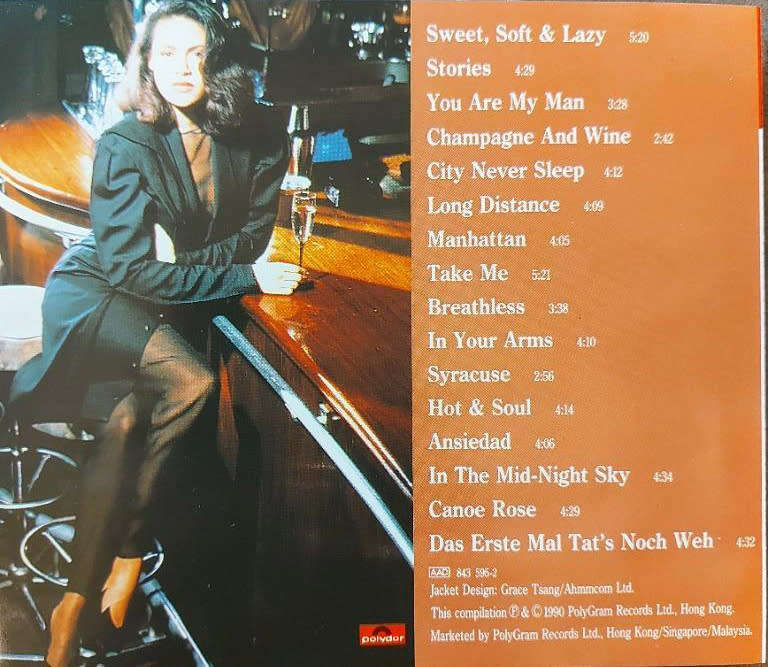 Sweet, Soft & Lazy 5:20
Stories 4:29
You Are My Man 3:28
Champagne And Wine 2:42
City Never Sleep 4:12
Long Distance 4:09
Manhattan 4:05
Take Me 5:21
Breathless 3:38
In Your Arms 4:10
Syracuse 2:56
Hot & Soul 4:14
Ansiedad 4:06
In The Mid-Night Sky 4:34
Canoe Rose 4:29
Das Erste Mal Tat's Noch Weh 4:32
AAD 843 596-2
Jacket Design: Grace Tsang/Ahmmcom Ltd.
This compilation ℗ & © 1990 PolyGram Records Ltd., Hong Kong.
Marketed by PolyGram Records Ltd., Hong Kong/Singapore/Malaysia.
polydor